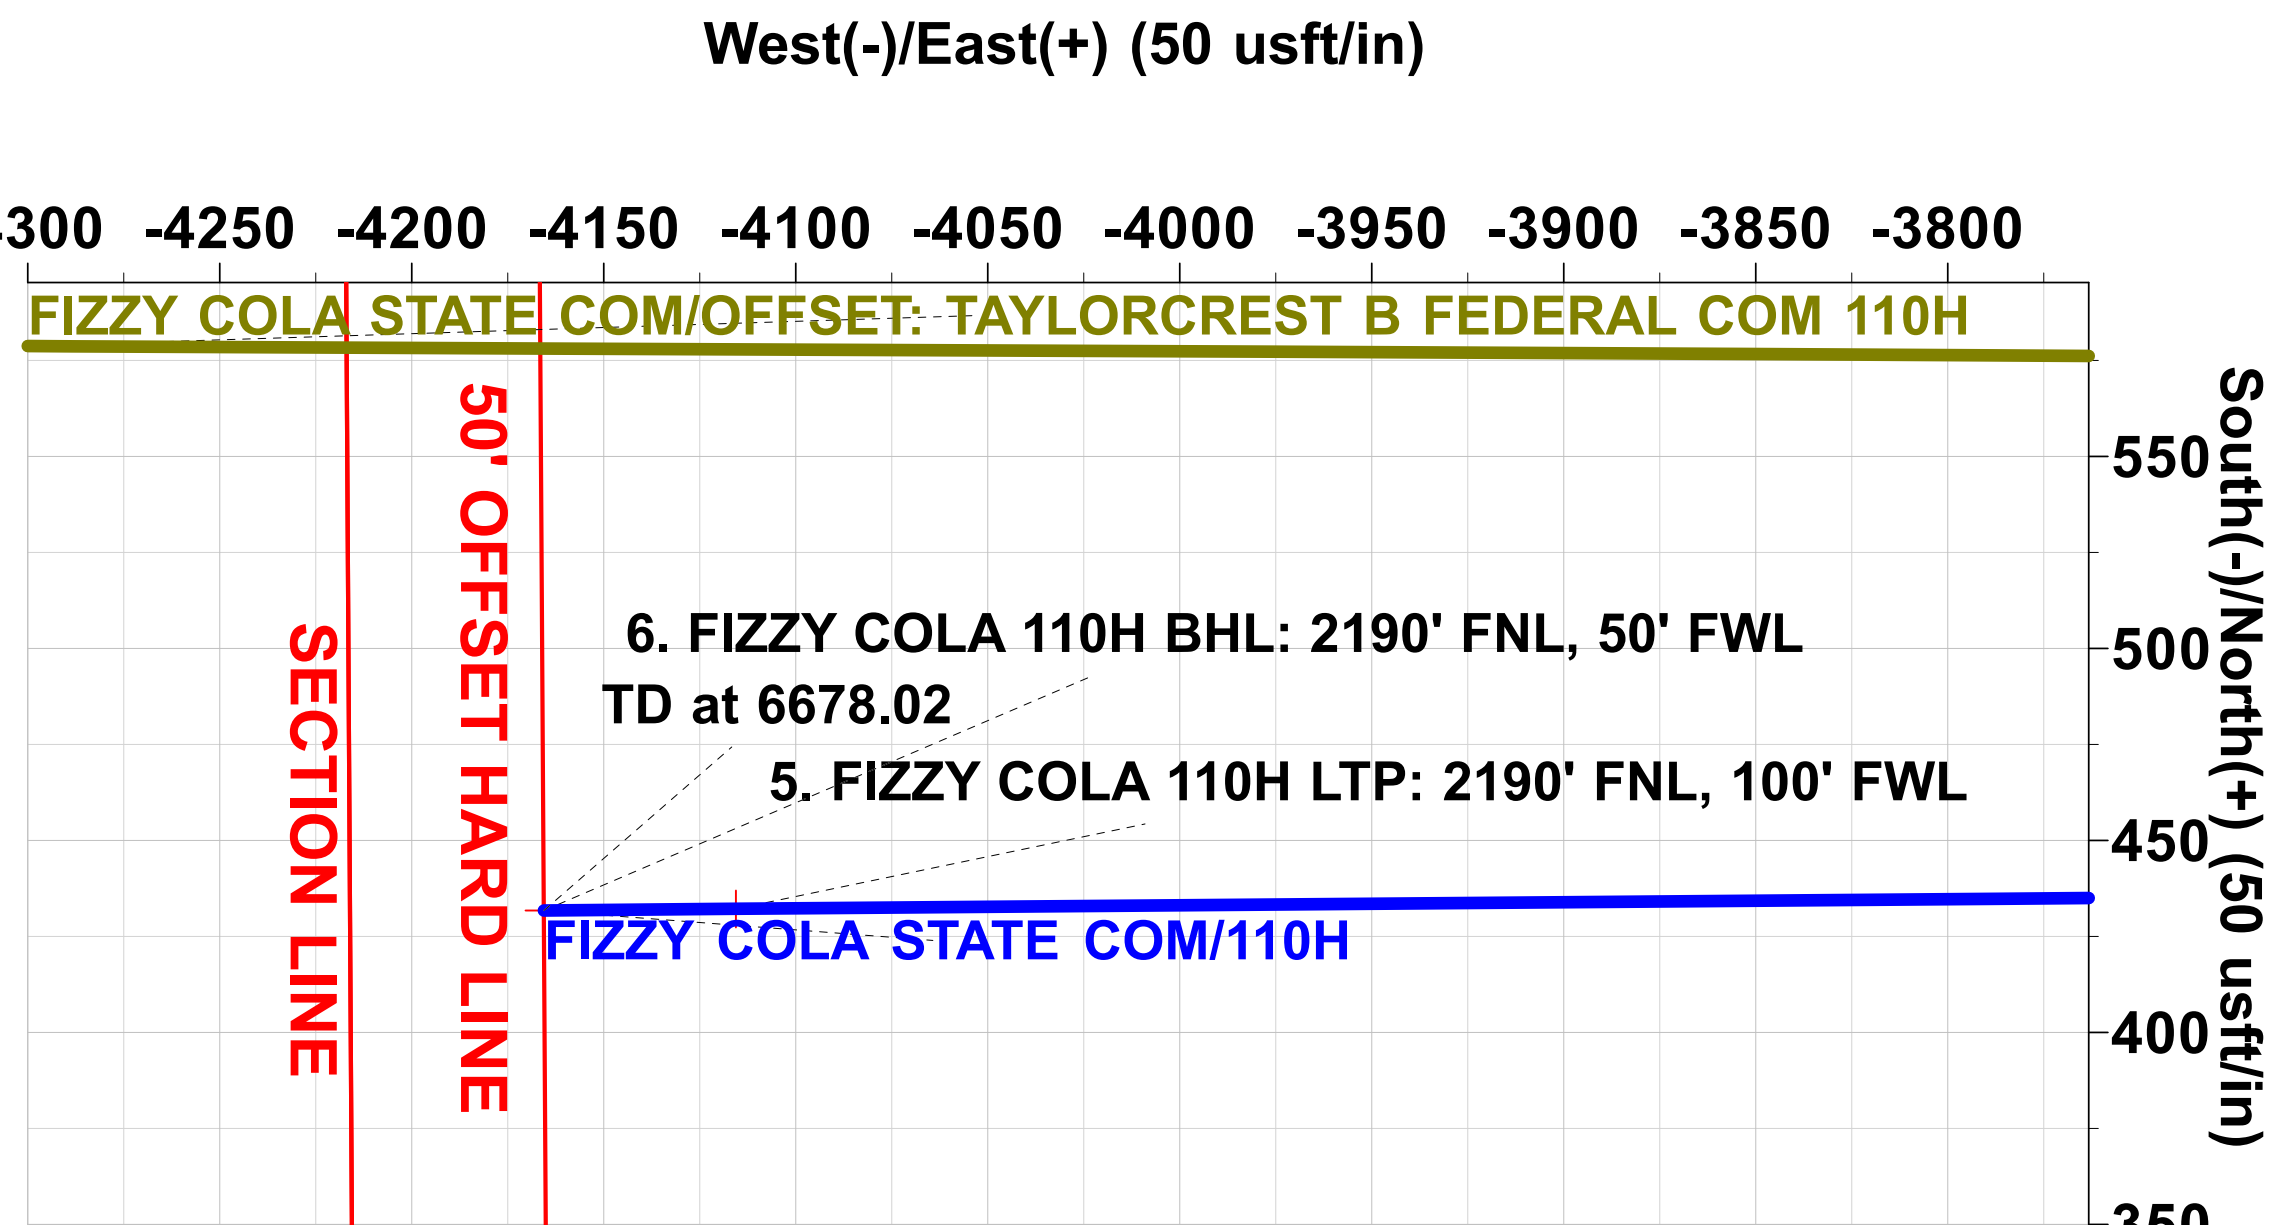 West(-)/East(+) (50 usft/in)
300 -4250 -4200 -4150 -4100 -4050 -4000 -3950 -3900 -3850 -3800
FIZZY COLA STATE COM/OFFSET: TAYLORCREST B FEDERAL COM 110H
South(-)/North(+) (50 usft/in)
550
500
450
400
350
50' OFFSET HARD LINE
SECTION LINE
6. FIZZY COLA 110H BHL: 2190' FNL, 50' FWL
TD at 6678.02
5. FIZZY COLA 110H LTP: 2190' FNL, 100' FWL
FIZZY COLA STATE COM/110H